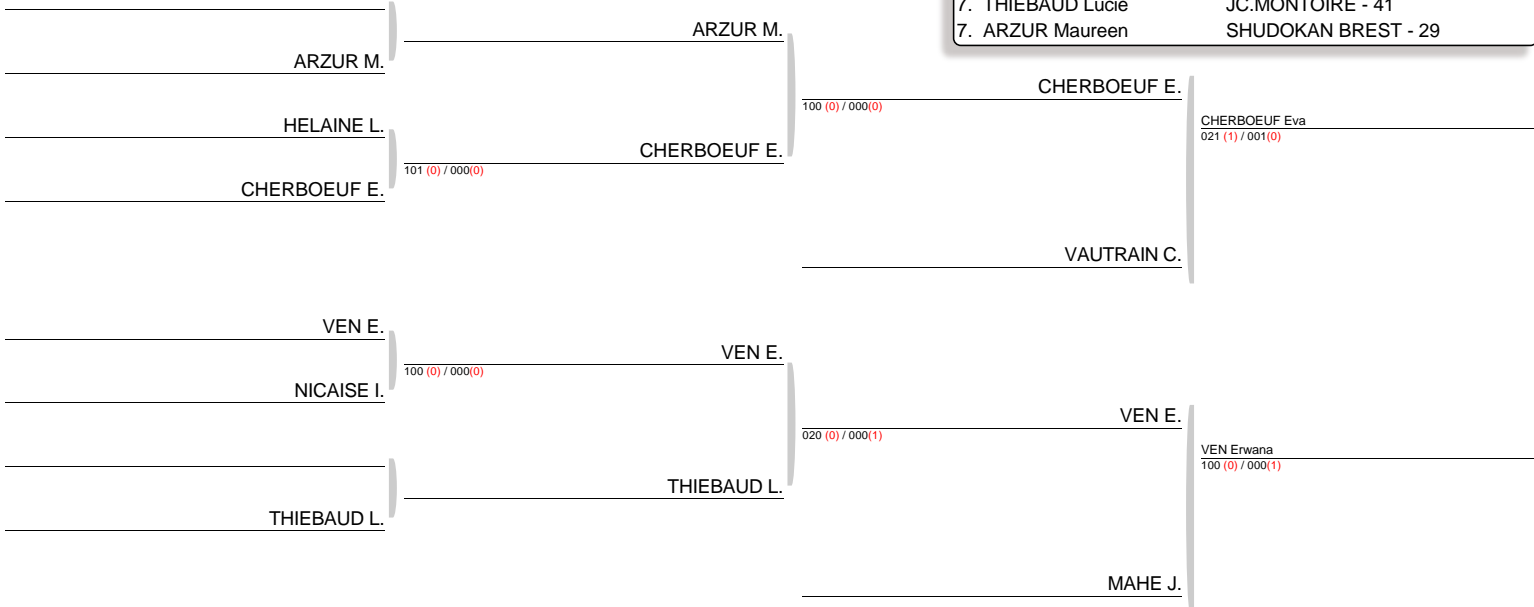 7. THIEBAUD Lucie JC.MONTOIRE - 41
7. ARZUR Maureen SHUDOKAN BREST - 29
ARZUR M.
ARZUR M.
CHERBOEUF E.
100 (0) / 000(0)
HELAINE L.
CHERBOEUF Eva
021 (1) / 001(0)
CHERBOEUF E.
101 (0) / 000(0)
CHERBOEUF E.
VAUTRAIN C.
VEN E.
VEN E.
100 (0) / 000(0)
NICAISE I.
VEN E.
020 (0) / 000(1)
VEN Erwana
100 (0) / 000(1)
THIEBAUD L.
THIEBAUD L.
MAHE J.